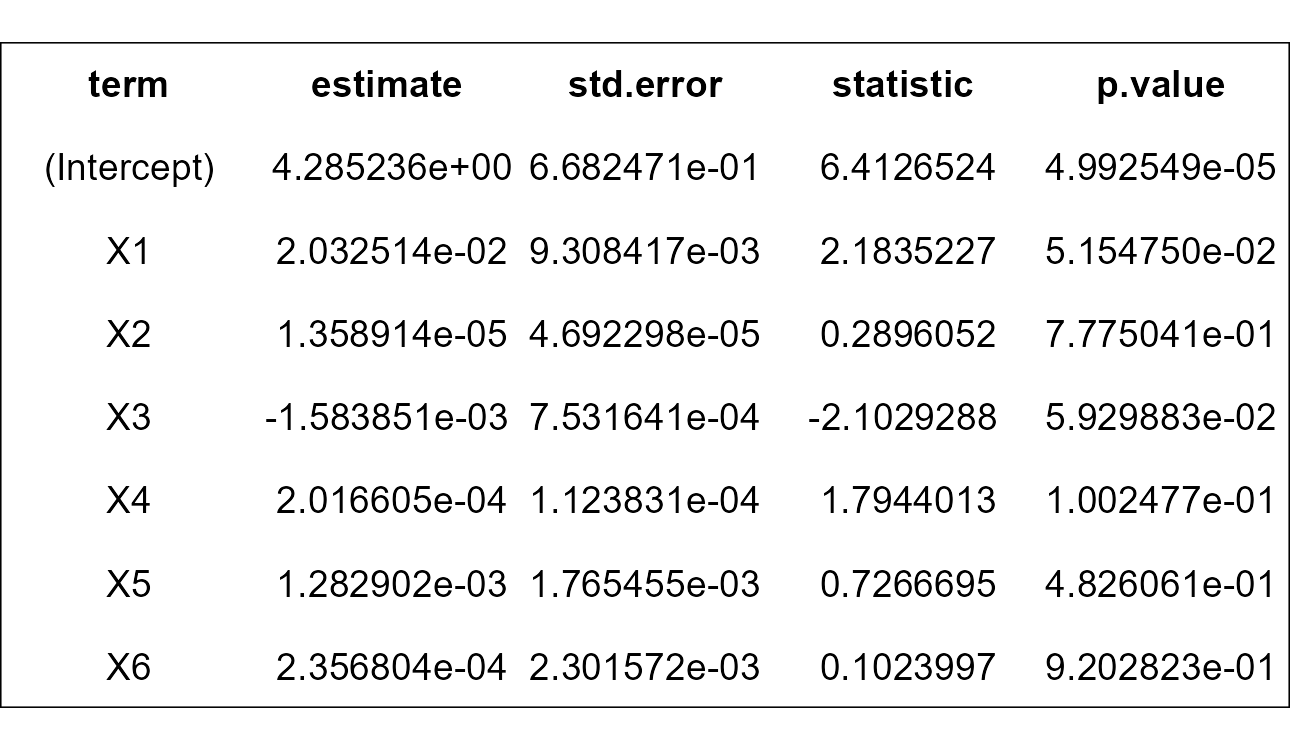 term estimate std.error statistic p.value
(Intercept) 4.285236e+00 6.682471e-01 6.4126524 4.992549e-05
X1 2.032514e-02 9.308417e-03 2.1835227 5.154750e-02
X2 1.358914e-05 4.692298e-05 0.2896052 7.775041e-01
X3 -1.583851e-03 7.531641e-04 -2.1029288 5.929883e-02
X4 2.016605e-04 1.123831e-04 1.7944013 1.002477e-01
X5 1.282902e-03 1.765455e-03 0.7266695 4.826061e-01
X6 2.356804e-04 2.301572e-03 0.1023997 9.202823e-01